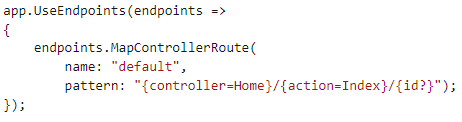 app.UseEndpoints(endpoints =>
{
    endpoints.MapControllerRoute(
        name: "default",
        pattern: "{controller=Home}/{action=Index}/{id?}");
});